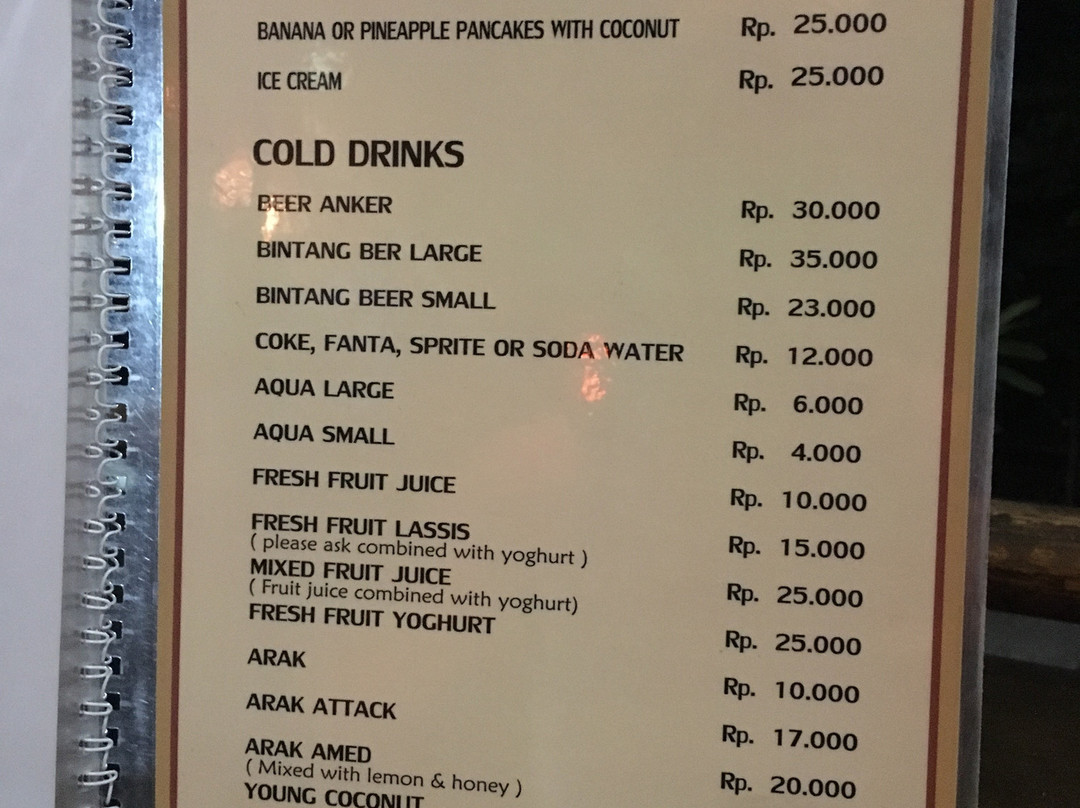 BANANA OR PINEAPPLE PANCAKES WITH COCONUT Rp. 25.000
ICE CREAM Rp. 25.000
COLD DRINKS
BEER ANKER Rp. 30.000
BINTANG BER LARGE Rp. 35.000
BINTANG BEER SMALL Rp. 23.000
COKE, FANTA, SPRITE OR SODA WATER Rp. 12.000
AQUA LARGE Rp. 6.000
AQUA SMALL Rp. 4.000
FRESH FRUIT JUICE Rp. 10.000
FRESH FRUIT LASSIS Rp. 15.000
( please ask combined with yoghurt )
MIXED FRUIT JUICE Rp. 25.000
( Fruit juice combined with yoghurt)
FRESH FRUIT YOGHURT Rp. 25.000
ARAK Rp. 10.000
ARAK ATTACK Rp. 17.000
ARAK AMED Rp. 20.000
( Mixed with lemon & honey )
YOUNG COCONUT